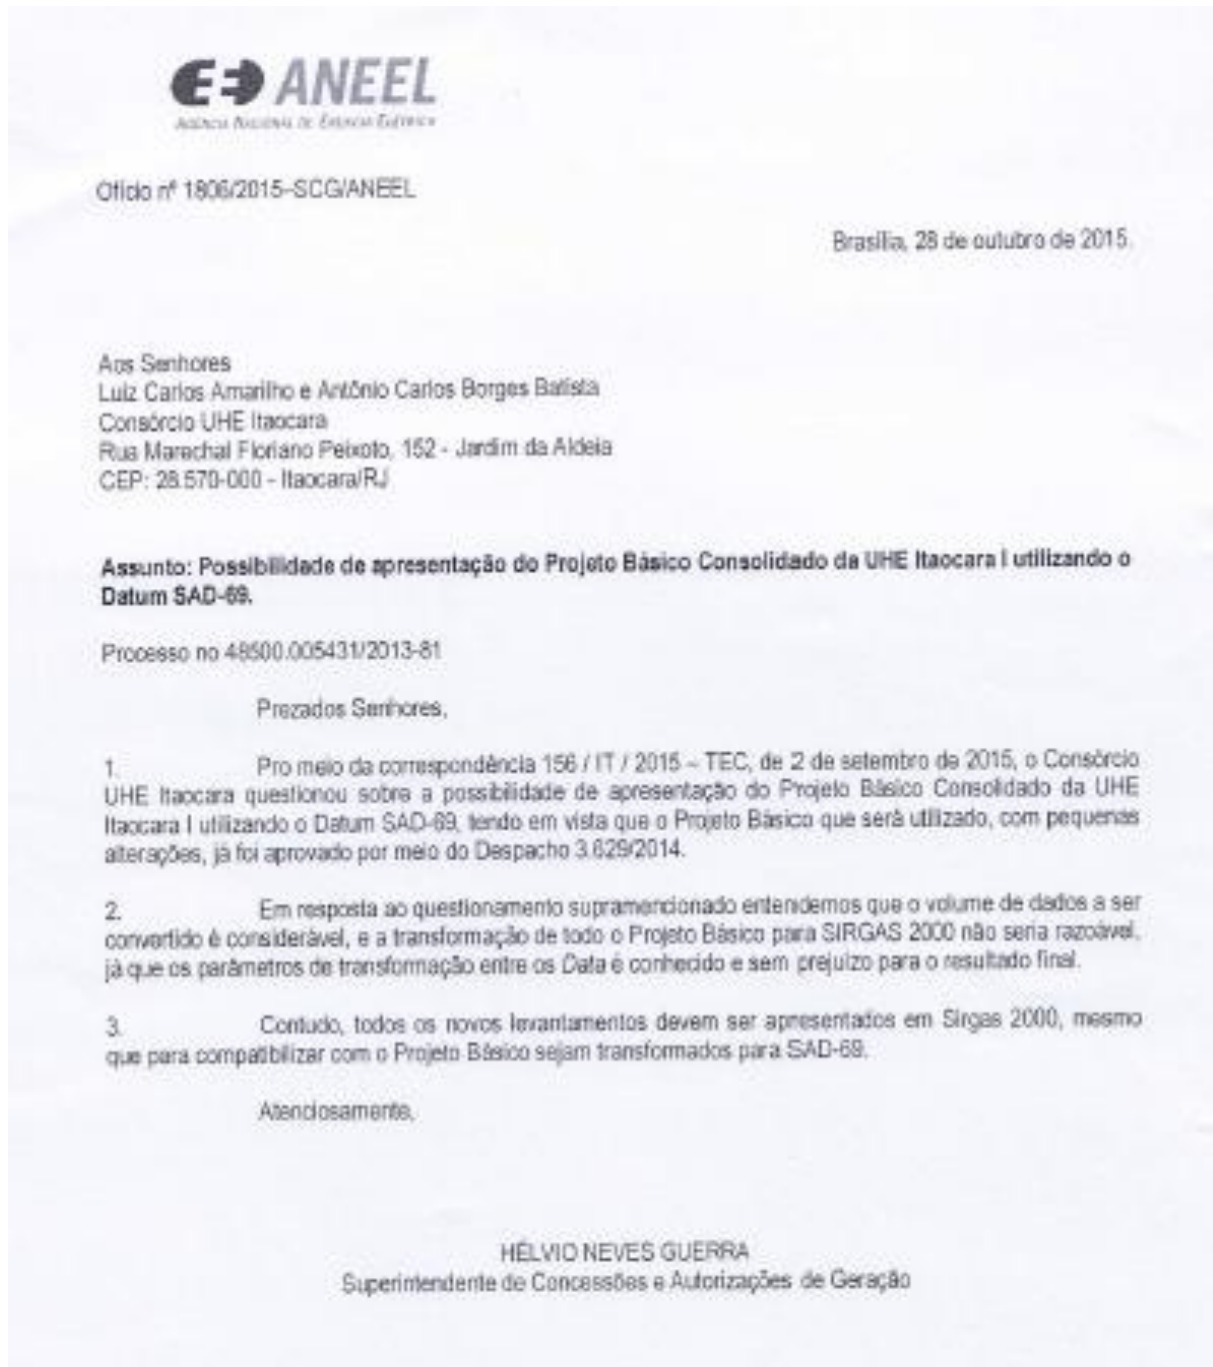 ANEEL
AGÊNCIA NACIONAL DE ENERGIA ELÉTRICA
Ofício nº 1806/2015–SCG/ANEEL
Brasília, 28 de outubro de 2015.
Aos Senhores
Luiz Carlos Amarilho e Antônio Carlos Borges Batista
Consórcio UHE Itaocara
Rua Marechal Floriano Peixoto, 152 - Jardim da Aldeia
CEP: 28.570-000 - Itaocara/RJ
Assunto: Possibilidade de apresentação do Projeto Básico Consolidado da UHE Itaocara I utilizando o
Datum SAD-69.
Processo no 48500.005431/2013-81
Prezados Senhores,
1. Pro meio da correspondência 156 / IT / 2015 – TEC, de 2 de setembro de 2015, o Consórcio
UHE Itaocara questionou sobre a possibilidade de apresentação do Projeto Básico Consolidado da UHE
Itaocara I utilizando o Datum SAD-69, tendo em vista que o Projeto Básico que será utilizado, com pequenas
alterações, já foi aprovado por meio do Despacho 3.629/2014.
2. Em resposta ao questionamento supramencionado entendemos que o volume de dados a ser
convertido é considerável, e a transformação de todo o Projeto Básico para SIRGAS 2000 não seria razoável,
já que os parâmetros de transformação entre os Data é conhecido e sem prejuízo para o resultado final.
3. Contudo, todos os novos levantamentos devem ser apresentados em Sirgas 2000, mesmo
que para compatibilizar com o Projeto Básico sejam transformados para SAD-69.
Atenciosamente,
HÉLVIO NEVES GUERRA
Superintendente de Concessões e Autorizações de Geração